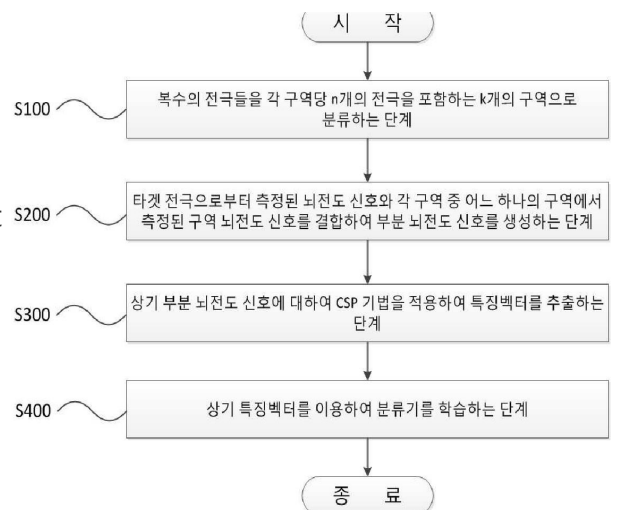 시 작
S100
복수의 전극들을 각 구역당 n개의 전극을 포함하는 k개의 구역으로
분류하는 단계
S200
타겟 전극으로부터 측정된 뇌전도 신호와 각 구역 중 어느 하나의 구역에서
측정된 구역 뇌전도 신호를 결합하여 부분 뇌전도 신호를 생성하는 단계
S300
상기 부분 뇌전도 신호에 대하여 CSP 기법을 적용하여 특징벡터를 추출하는
단계
S400
상기 특징벡터를 이용하여 분류기를 학습하는 단계
종 료